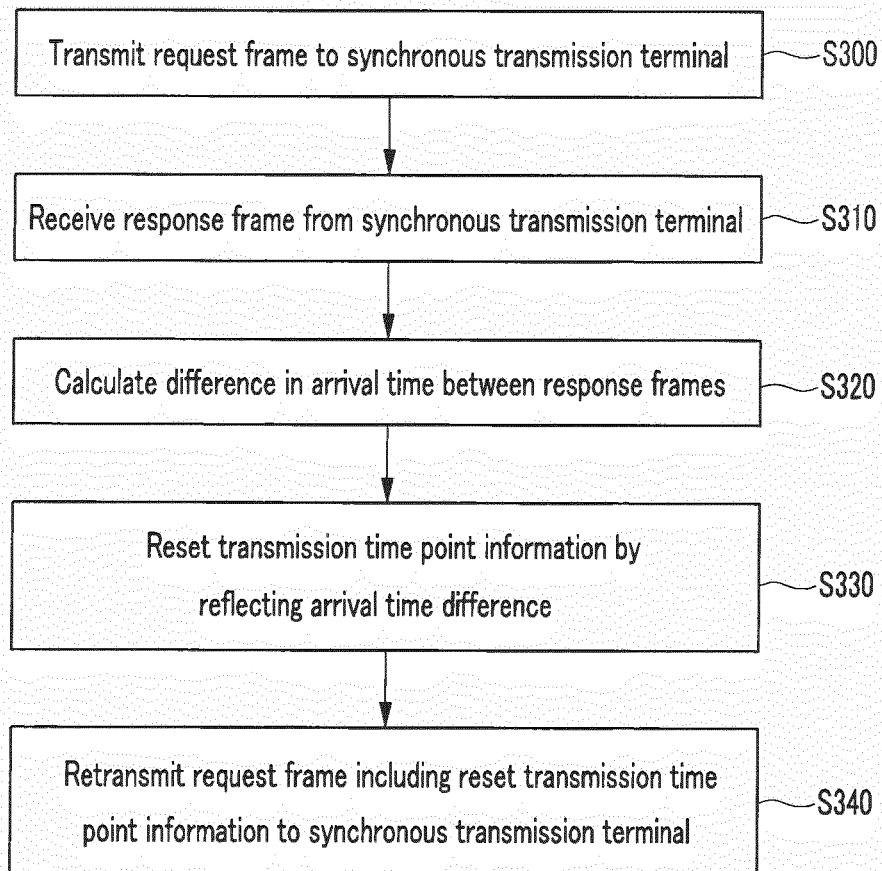 Transmit request frame to synchronous transmission terminal
S300
Receive response frame from synchronous transmission terminal
S310
Calculate difference in arrival time between response frames
S320
Reset transmission time point information by
reflecting arrival time difference
S330
Retransmit request frame including reset transmission time
point information to synchronous transmission terminal
S340